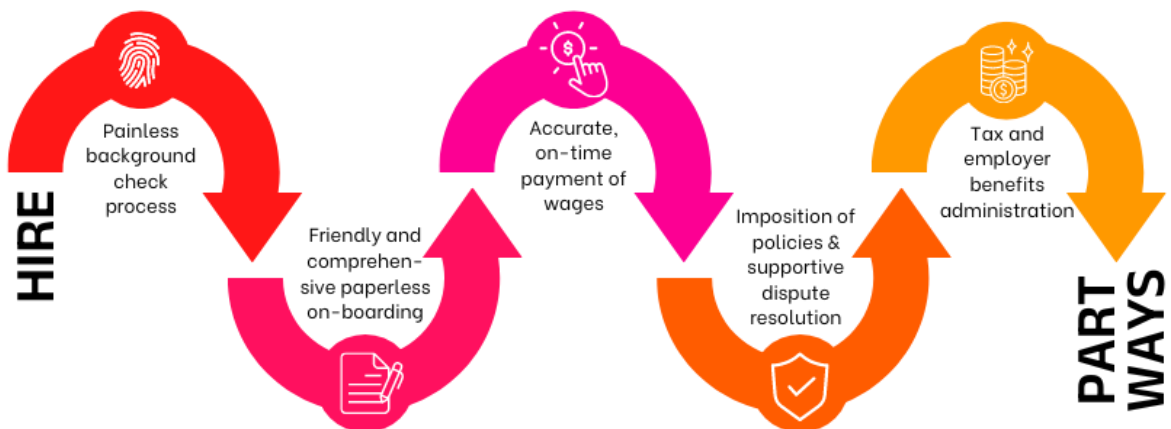 HIRE
Painless
background
check
process
Friendly and
comprehen-
sive paperless
on-boarding
$
Accurate,
on-time
payment of
wages
Imposition of
policies &
supportive
dispute
resolution
$
Tax and
employer
benefits
administration
PART
WAYS